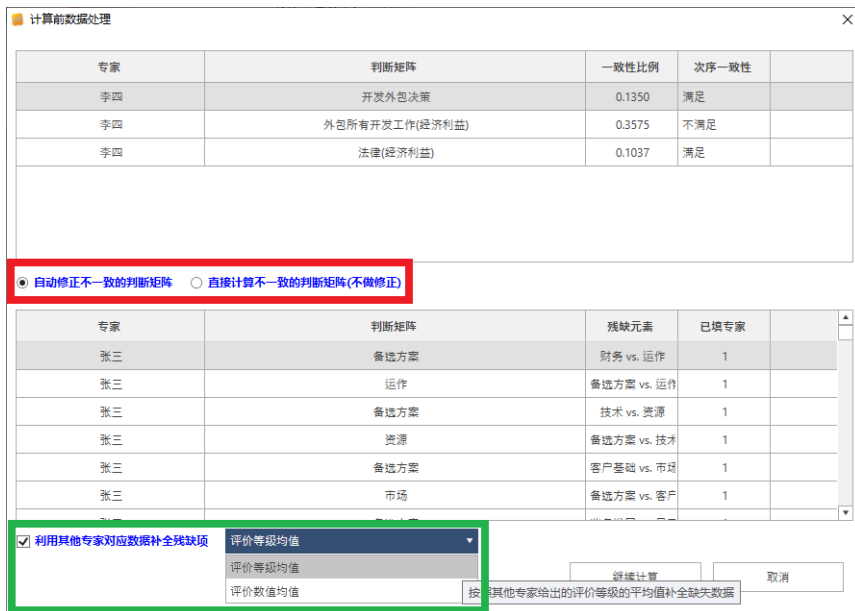 计算前数据处理
专家 判断矩阵 一致性比例 次序一致性
李四 开发外包决策 0.1350 满足
李四 外包所有开发工作(经济利益) 0.3575 不满足
李四 法律(经济利益) 0.1037 满足
自动修正不一致的判断矩阵 直接计算不一致的判断矩阵(不做修正)
专家 判断矩阵 残缺元素 已填专家
张三 备选方案 财务 vs. 运作 1
张三 运作 备选方案 vs. 运作 1
张三 备选方案 技术 vs. 资源 1
张三 资源 备选方案 vs. 技术 1
张三 备选方案 客户基础 vs. 市场 1
张三 市场 备选方案 vs. 客户 1
利用其他专家对应数据补全残缺项 评价等级均值
评价等级均值
继续计算 取消
评价数值均值
其他专家给出的评价等级的平均值补全缺失数据